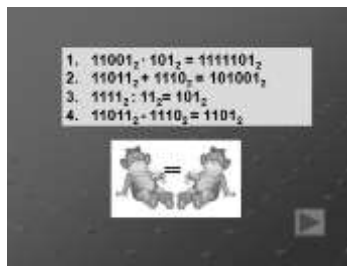 1. 11001₂ · 101₂ = 1111101₂
2. 11011₂ + 1110₂ = 101001₂
3. 1111₂ : 11₂= 101₂
4. 11011₂ - 1110₂ = 1101₂
=